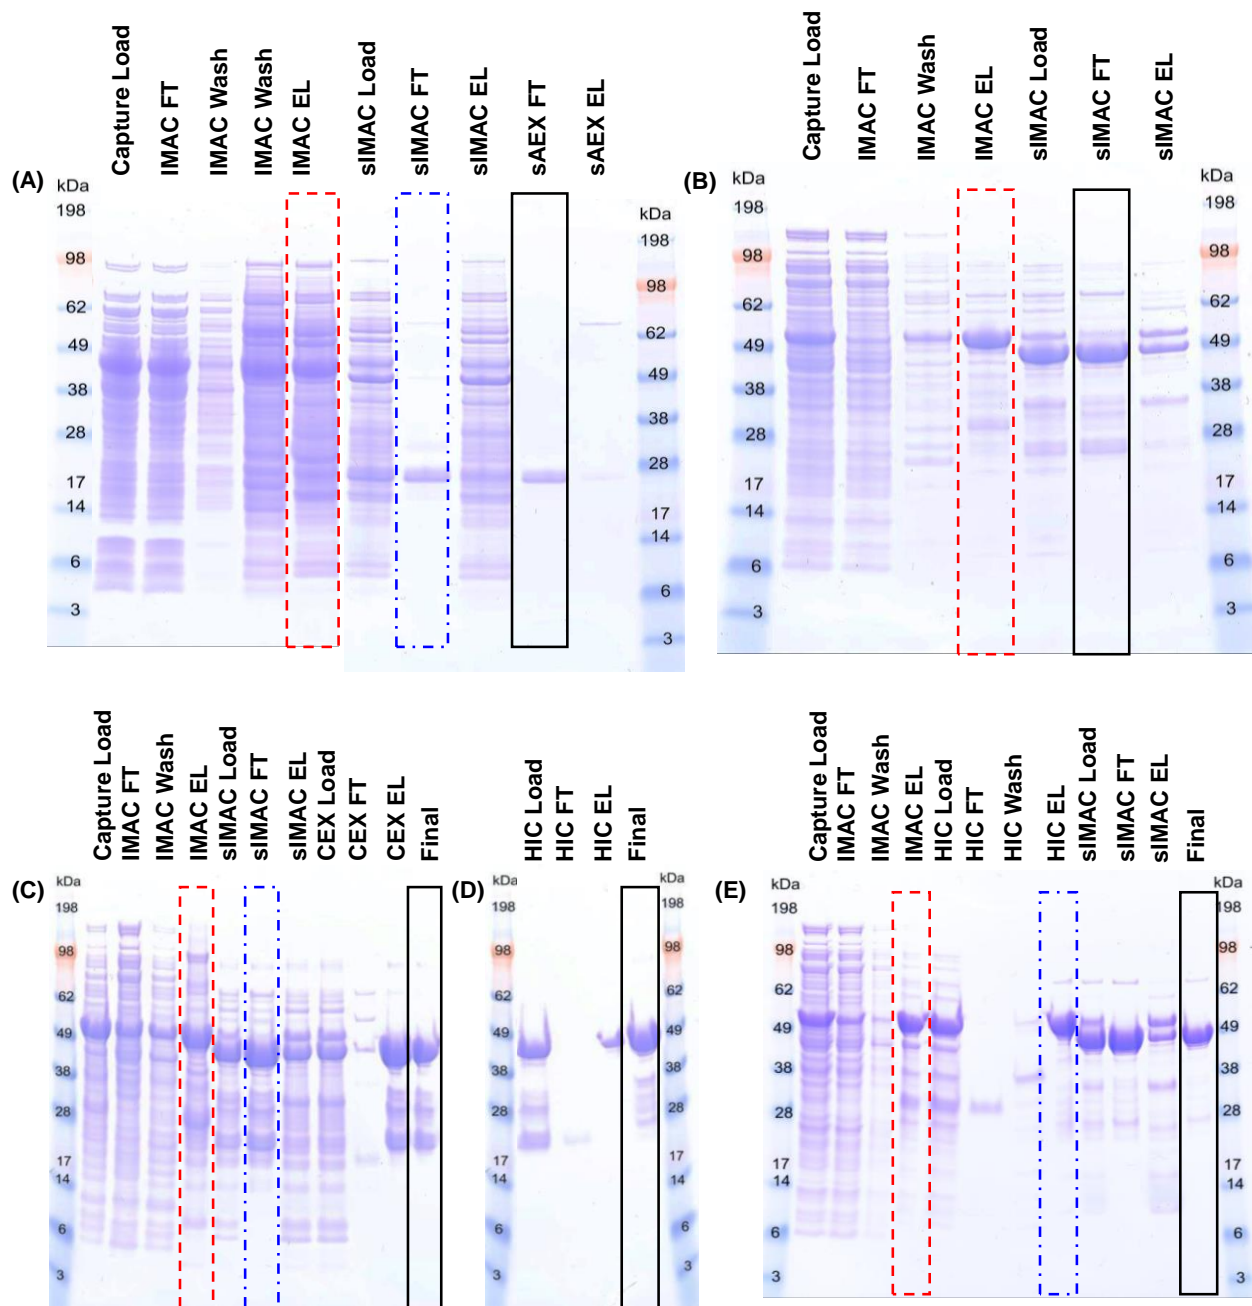 Capture Load
IMAC FT
IMAC Wash
IMAC Wash
IMAC EL
sIMAC Load
sIMAC FT
sIMAC EL
sAEX FT
sAEX EL
(A)
kDa
198
98
62
49
38
28
17
14
6
3
kDa
198
98
62
49
38
28
17
14
6
3
Capture Load
IMAC FT
IMAC Wash
IMAC EL
sIMAC Load
sIMAC FT
sIMAC EL
(B)
kDa
198
98
62
49
38
28
17
14
6
3
kDa
198
98
62
49
38
28
17
14
6
3
Capture Load
IMAC FT
IMAC Wash
IMAC EL
sIMAC Load
sIMAC FT
sIMAC EL
CEX Load
CEX FT
CEX EL
Final
(C)
kDa
198
98
62
49
38
28
17
14
6
3
HIC Load
HIC FT
HIC EL
Final
(D)
kDa
198
98
62
49
38
28
17
14
6
3
kDa
198
98
62
49
38
28
17
14
6
3
Capture Load
IMAC FT
IMAC Wash
IMAC EL
HIC Load
HIC FT
HIC Wash
HIC EL
sIMAC Load
sIMAC FT
sIMAC EL
Final
(E)
kDa
198
98
62
49
38
28
17
14
6
3
kDa
198
98
62
49
38
28
17
14
6
3